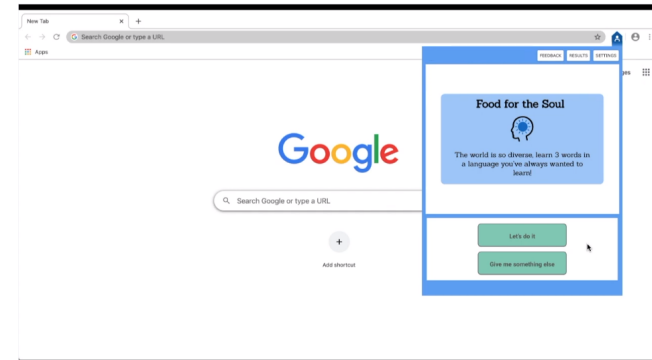 New Tab
Search Google or type a URL
Apps
FEEDBACK
RESULTS
SETTINGS
Food for the Soul
The world is so diverse, learn 3 words in
a language you've always wanted to
learn!
Google
Search Google or type a URL
Let's do it
Give me something else
Add shortcut